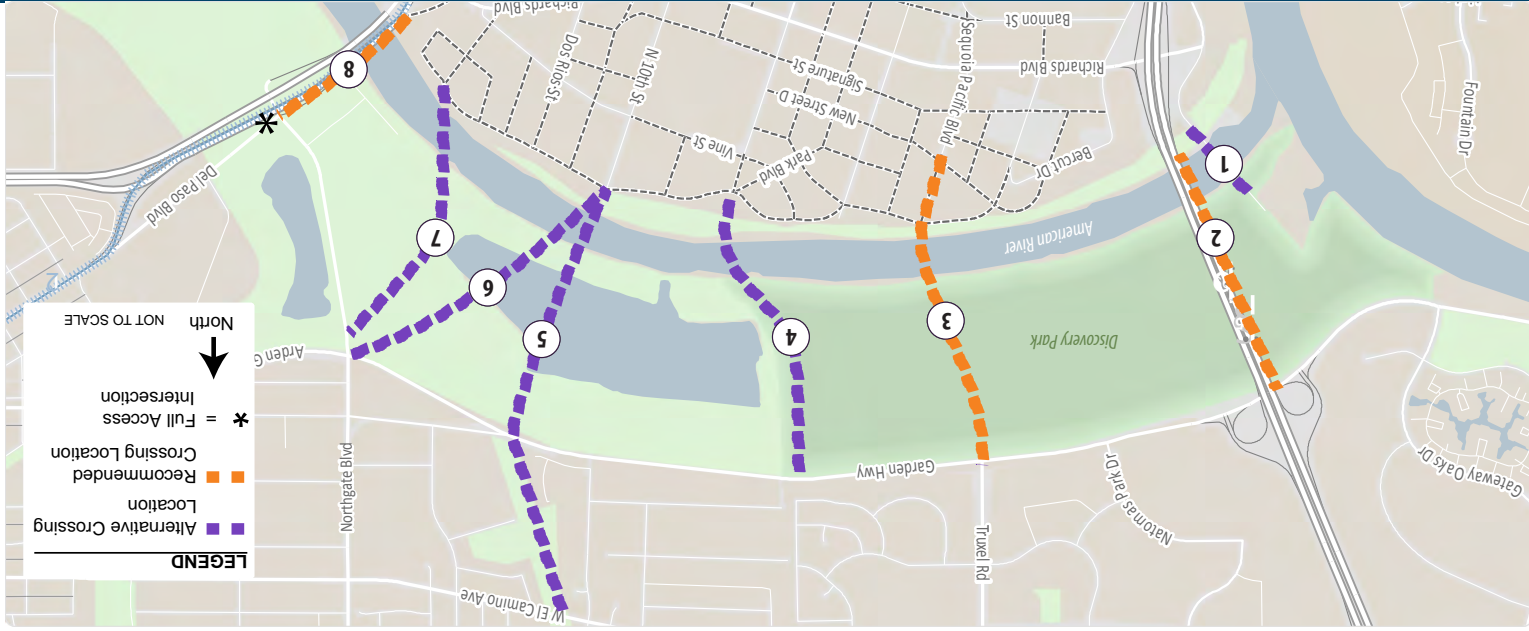 W El Camino Ave
LEGEND
Alternative Crossing
Location
Recommended
Crossing Location
* = Full Access
Intersection
North
NOT TO SCALE
Truxel Rd
Natomas Park Dr
Gateway Oaks Dr
Garden Hwy
Northgate Blvd
Arden G
Discovery Park
American River
1
2
3
4
5
6
7
8
*
Del Paso Blvd
Fountain Dr
Bercut Dr
Park Blvd
Vine St
Sequoia Pacific Blvd
New Street D
Signature St
N 10th St
Dos Rios St
Richards Blvd
Bannon St
Richards Blvd